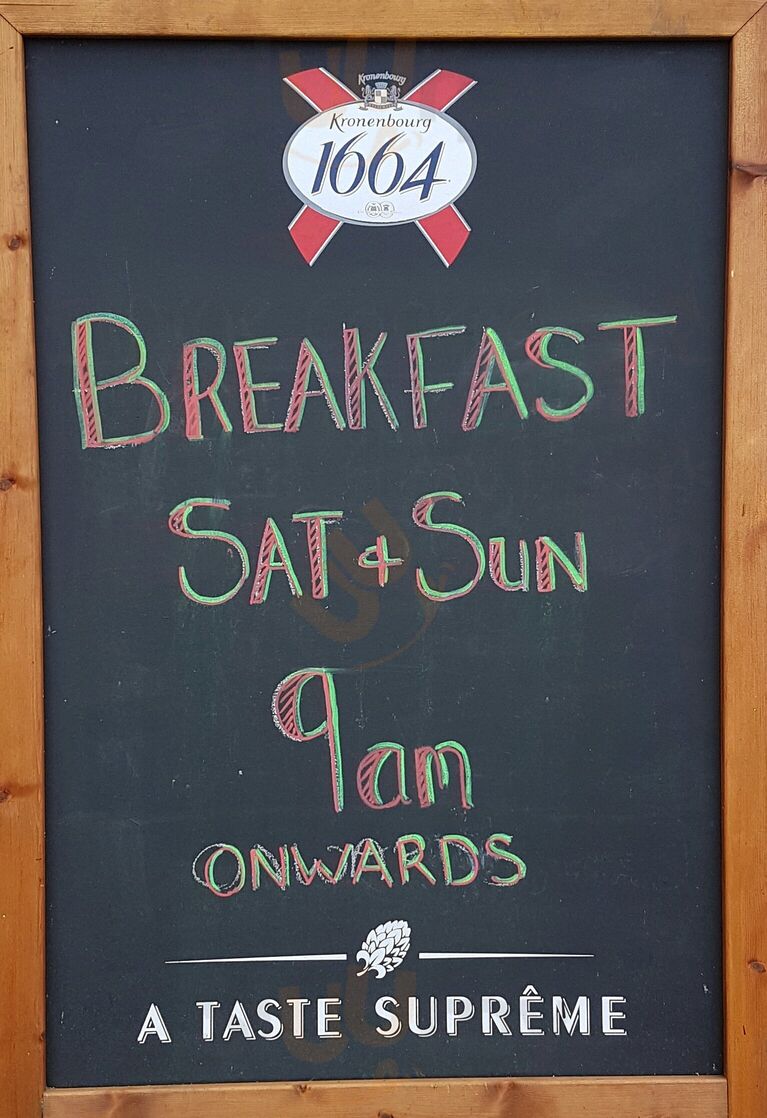 Kronenbourg
Kronenbourg
1664
BREAKFAST
SAT + SUN
9am
ONWARDS
A TASTE SUPRÊME